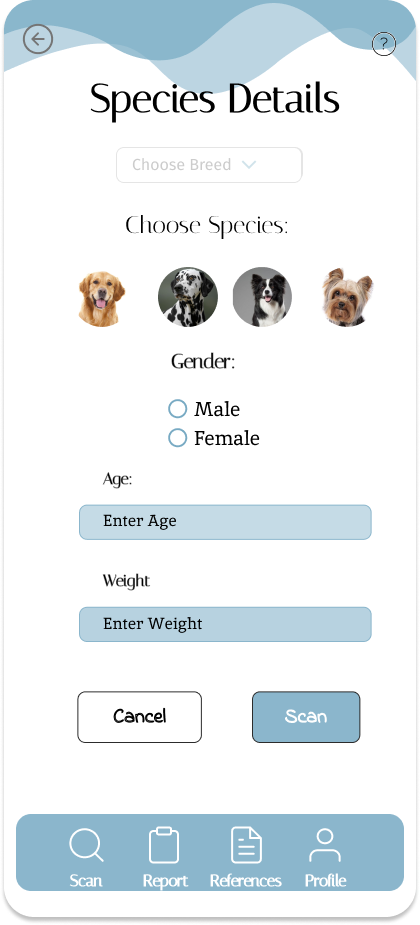 ?
Species Details
Choose Breed
Choose Species:
Gender:
Male
Female
Age:
Enter Age
Weight
Enter Weight
Cancel Scan
Scan Report References Profile